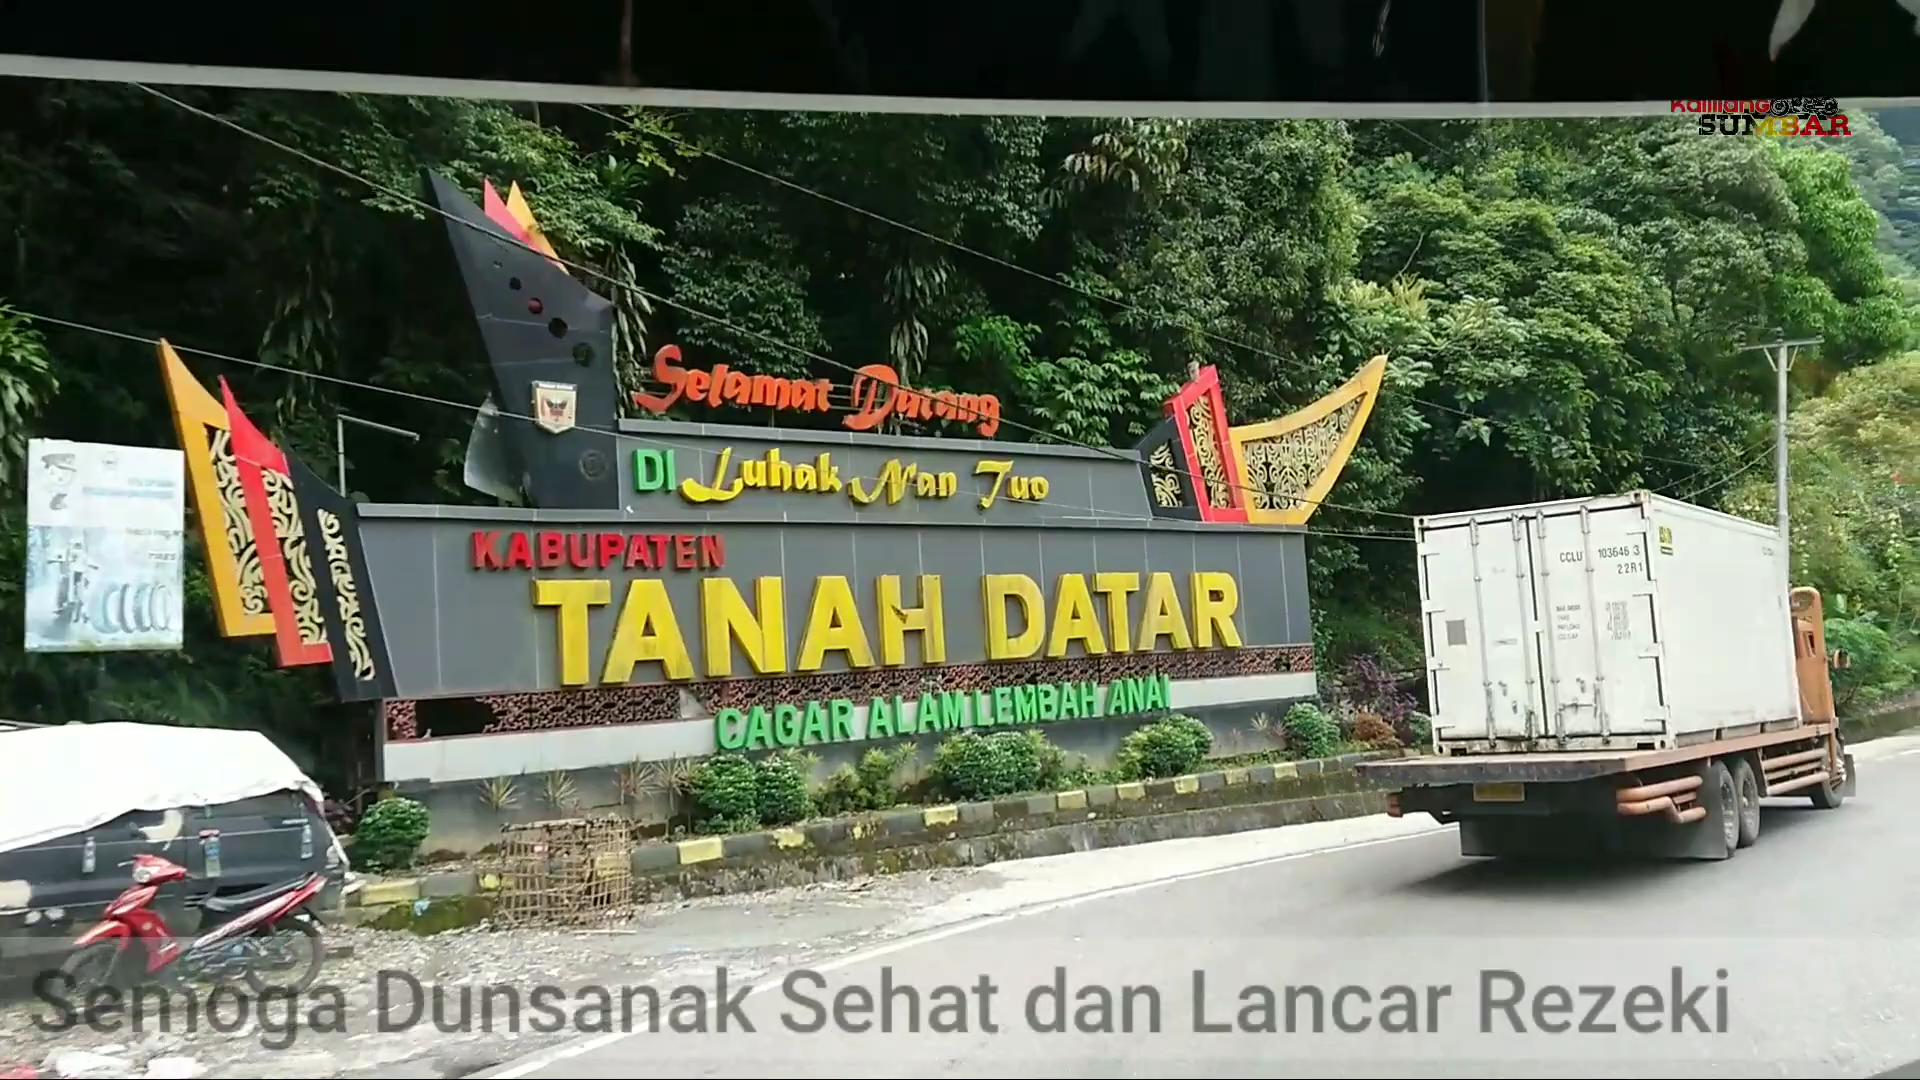 Kaliliang
SUMBAR
Selamat Datang
DI Luhak Nan Tuo
KABUPATEN
TANAH DATAR
CAGAR ALAM LEMBAH ANAI
CCLU 103646 3
22R1
Semoga Dunsanak Sehat dan Lancar Rezeki